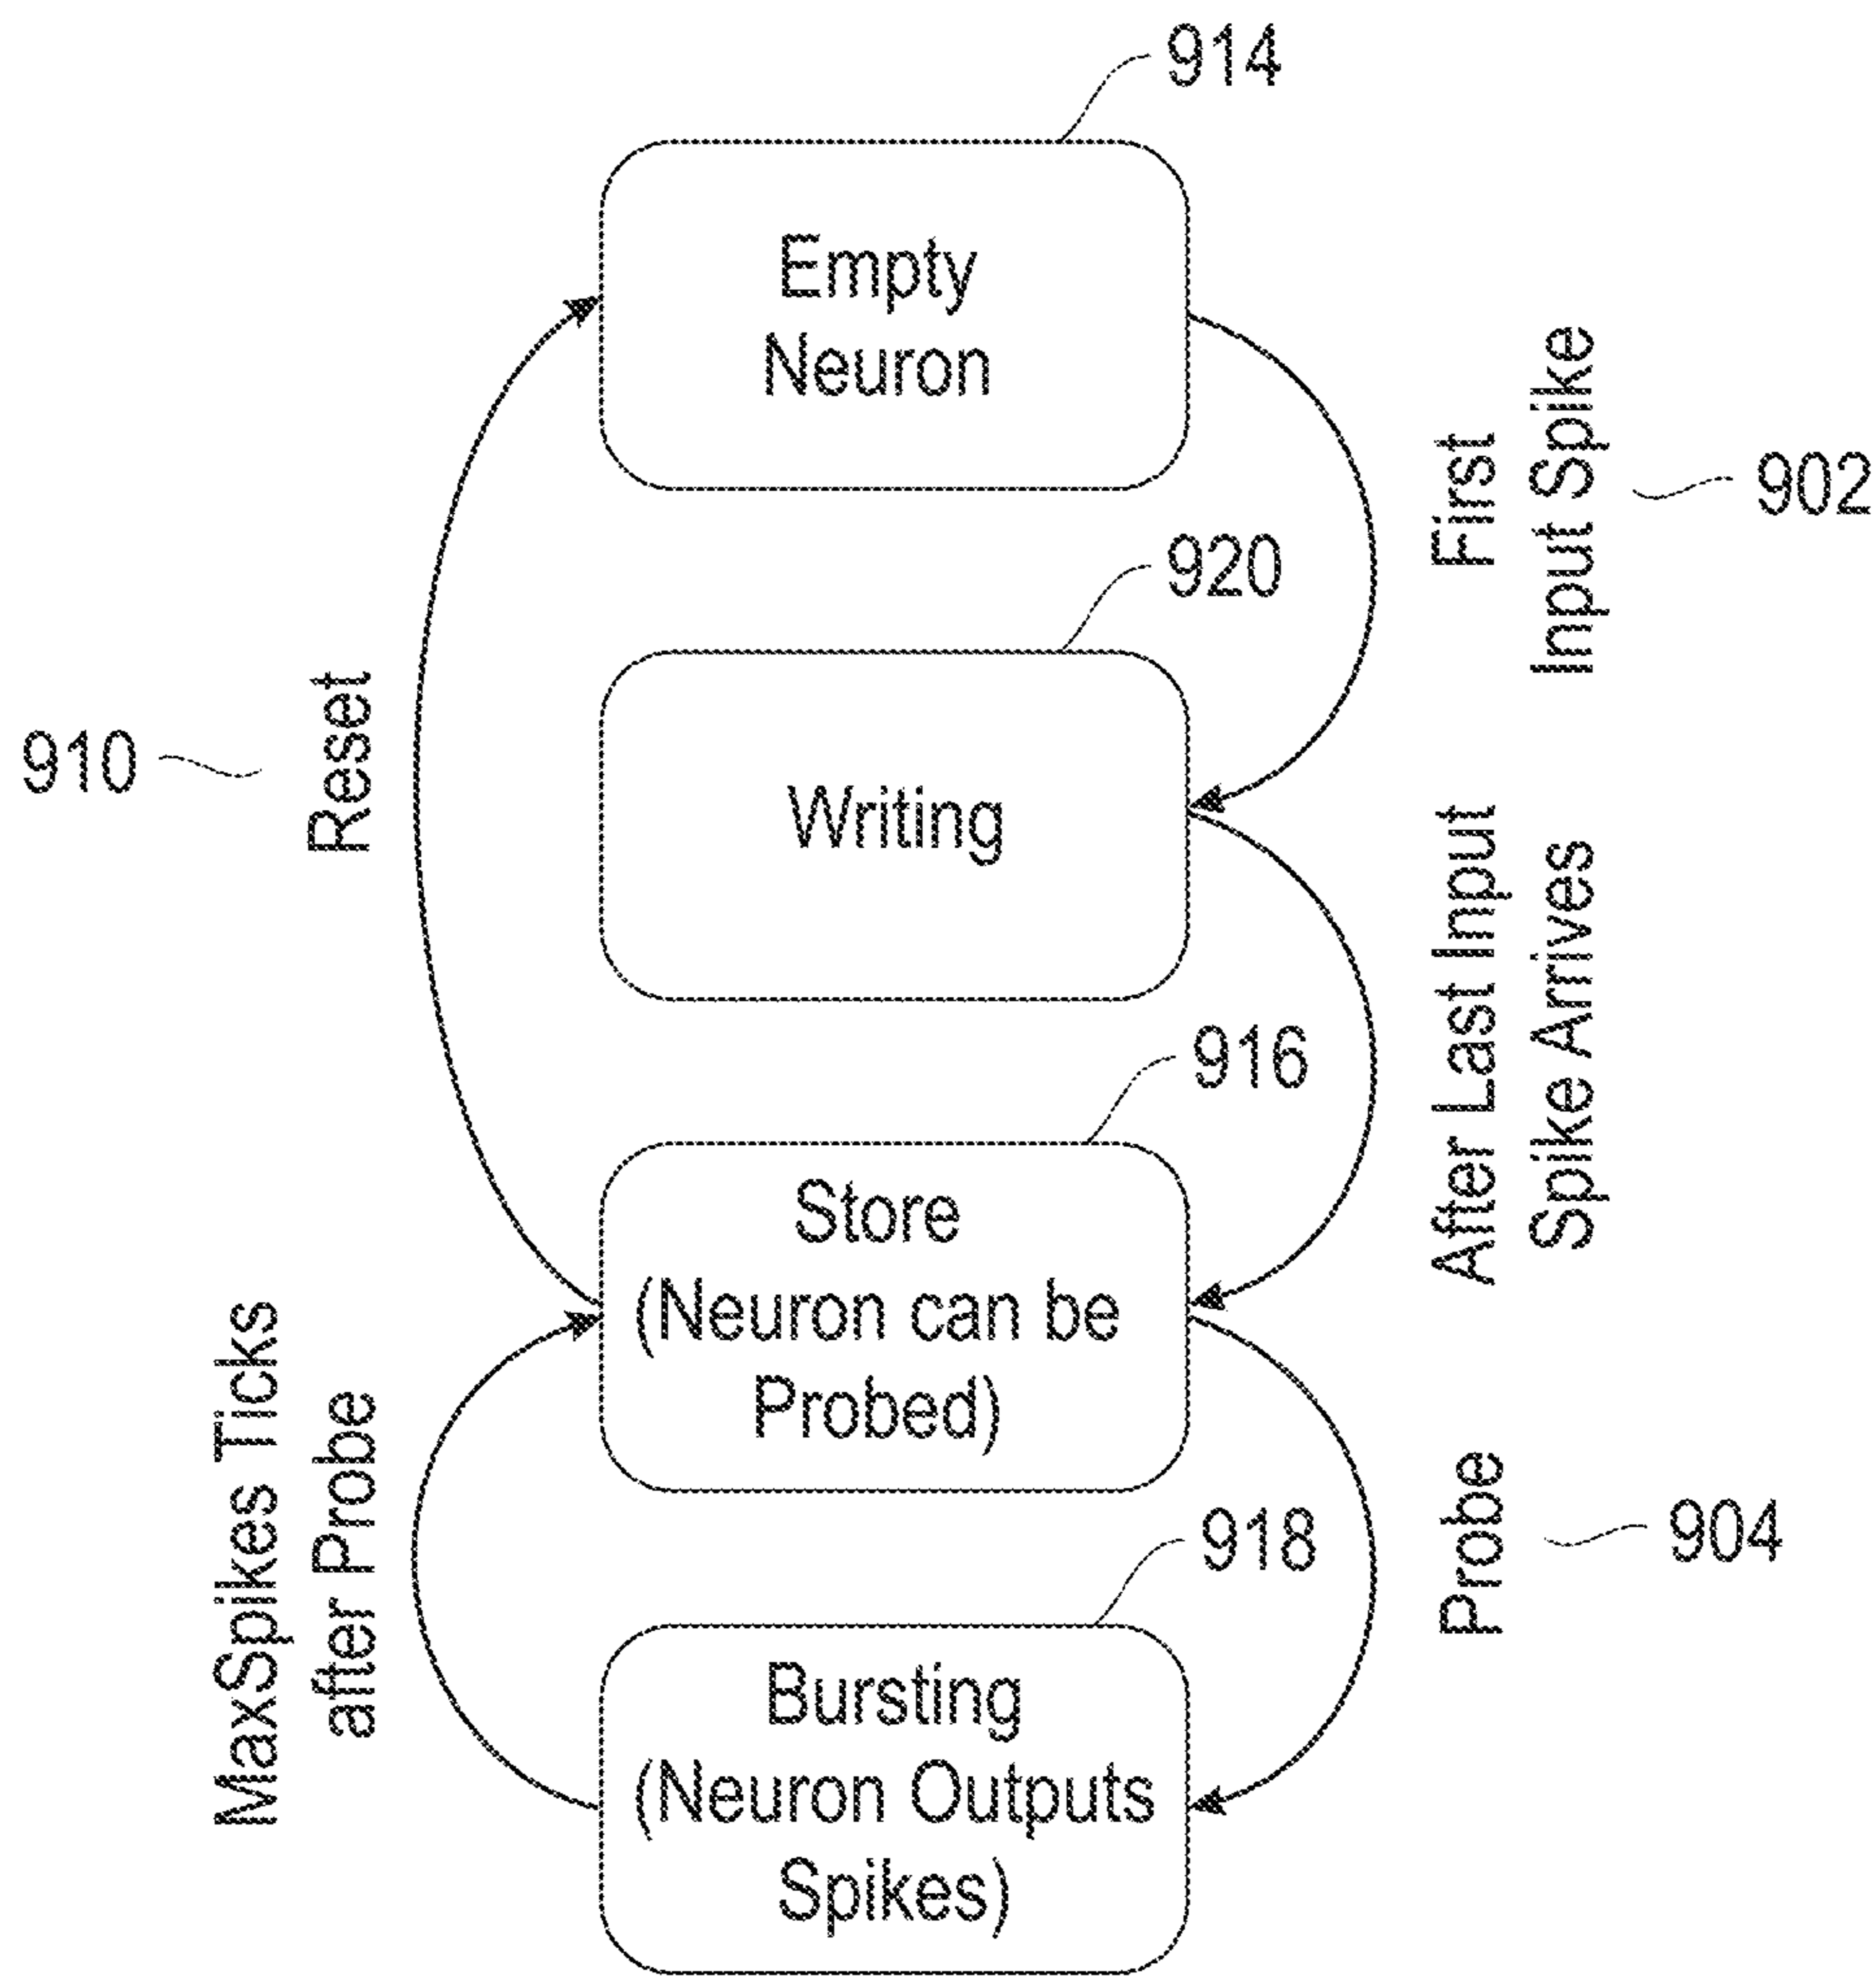 914
Empty
Neuron
First
Input Spike
902
920
Reset
910
Writing
After Last Input
Spike Arrives
916
Store
(Neuron can be
Probed)
MaxSpikes Ticks
after Probe
Probe
904
918
Bursting
(Neuron Outputs
Spikes)